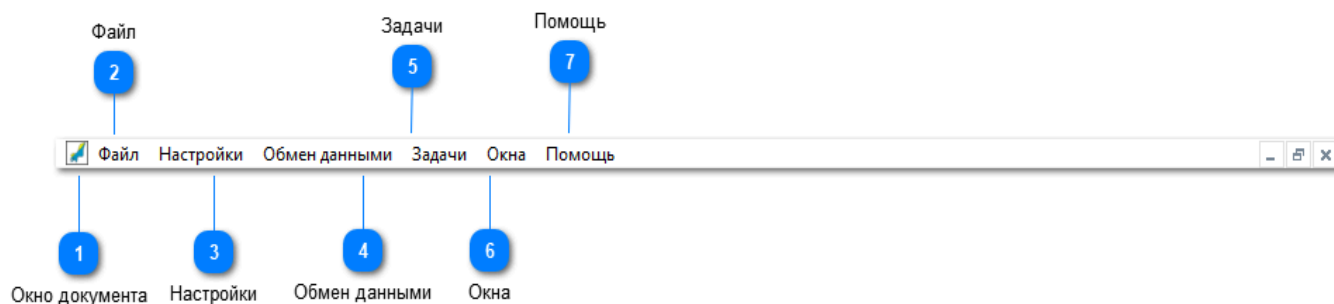 Файл Задачи Помощь
2 5 7
Файл Настройки Обмен данными Задачи Окна Помощь
1 3 4 6
Окно документа Настройки Обмен данными Окна